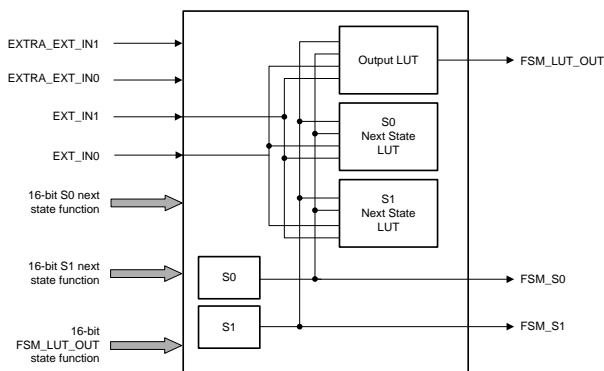 EXTRA_EXT_IN1
EXTRA_EXT_IN0
EXT_IN1
EXT_IN0
16-bit S0 next
state function
16-bit S1 next
state function
16-bit
FSM_LUT_OUT
state function
Output LUT
S0
Next State
LUT
S1
Next State
LUT
S0
S1
FSM_LUT_OUT
FSM_S0
FSM_S1